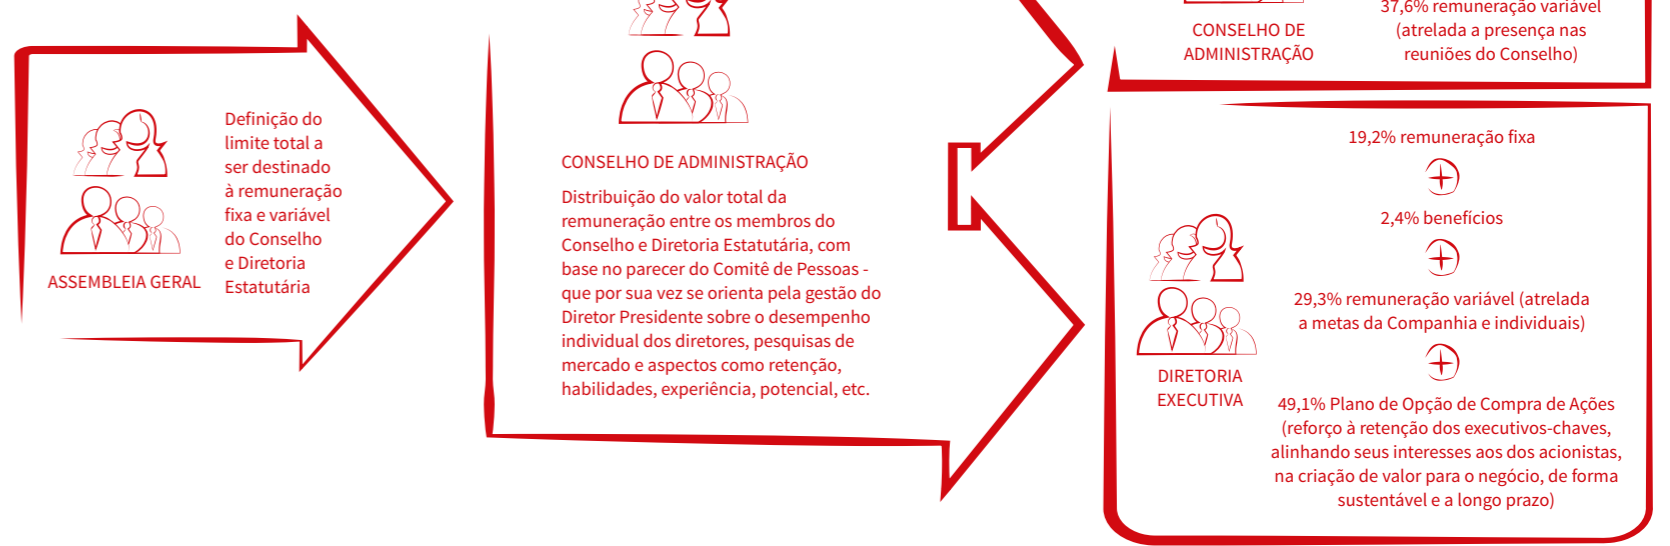 Definição do
limite total a
ser destinado
à remuneração
fixa e variável
do Conselho
e Diretoria
Estatutária
ASSEMBLEIA GERAL
CONSELHO DE ADMINISTRAÇÃO
Distribuição do valor total da
remuneração entre os membros do
Conselho e Diretoria Estatutária, com
base no parecer do Comitê de Pessoas -
que por sua vez se orienta pela gestão do
Diretor Presidente sobre o desempenho
individual dos diretores, pesquisas de
mercado e aspectos como retenção,
habilidades, experiência, potencial, etc.
CONSELHO DE
ADMINISTRAÇÃO
37,6% remuneração variável
(atrelada a presença nas
reuniões do Conselho)
DIRETORIA
EXECUTIVA
19,2% remuneração fixa
2,4% benefícios
29,3% remuneração variável (atrelada
a metas da Companhia e individuais)
49,1% Plano de Opção de Compra de Ações
(reforço à retenção dos executivos-chaves,
alinhando seus interesses aos dos acionistas,
na criação de valor para o negócio, de forma
sustentável e a longo prazo)